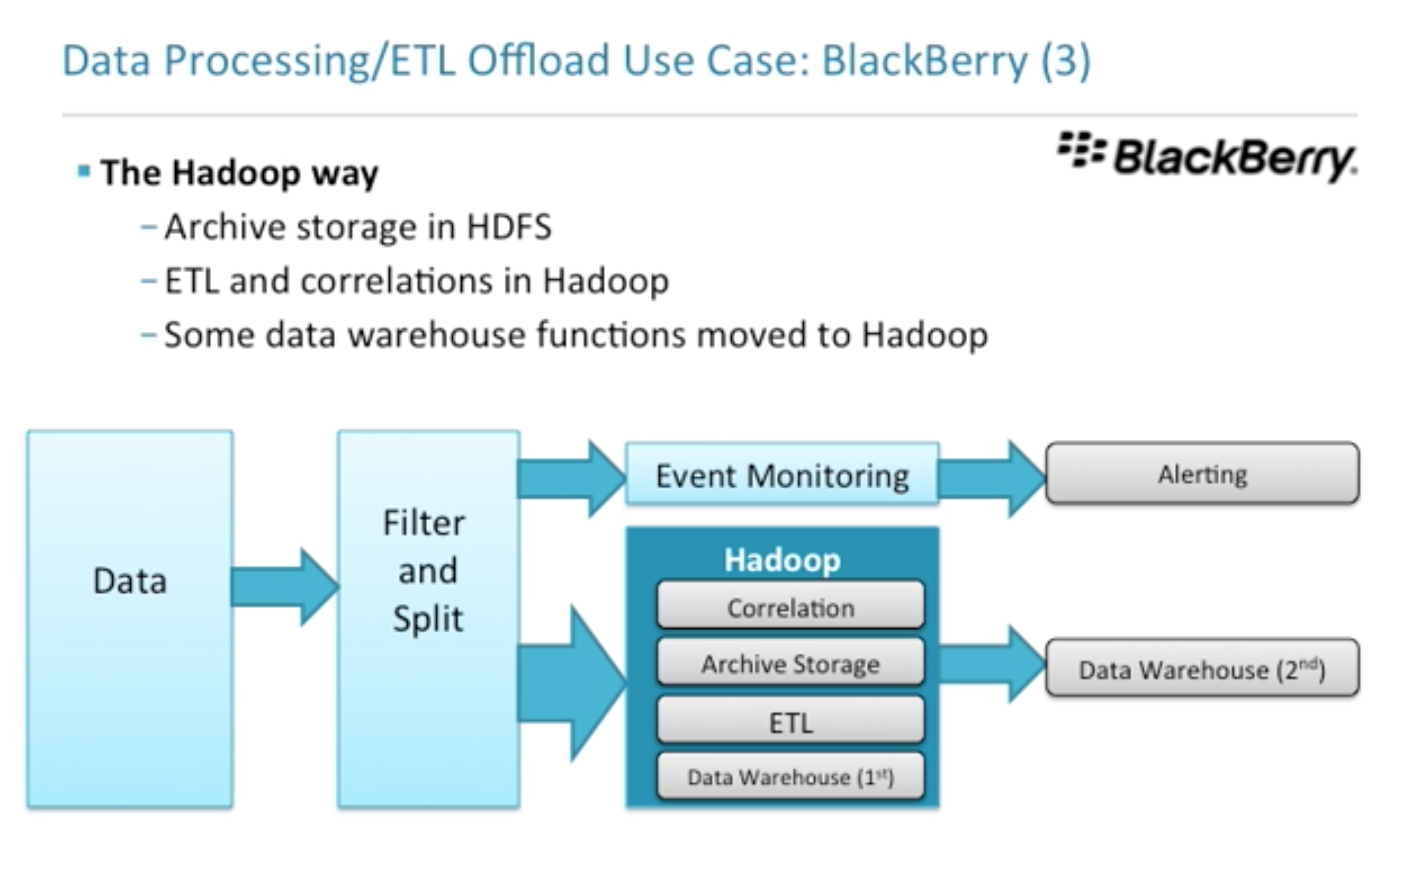 Data Processing/ETL Offload Use Case: BlackBerry (3)
BlackBerry.
▪ The Hadoop way
– Archive storage in HDFS
– ETL and correlations in Hadoop
– Some data warehouse functions moved to Hadoop
Data
Filter
and
Split
Event Monitoring
Alerting
Hadoop
Correlation
Archive Storage
ETL
Data Warehouse (1st)
Data Warehouse (2nd)